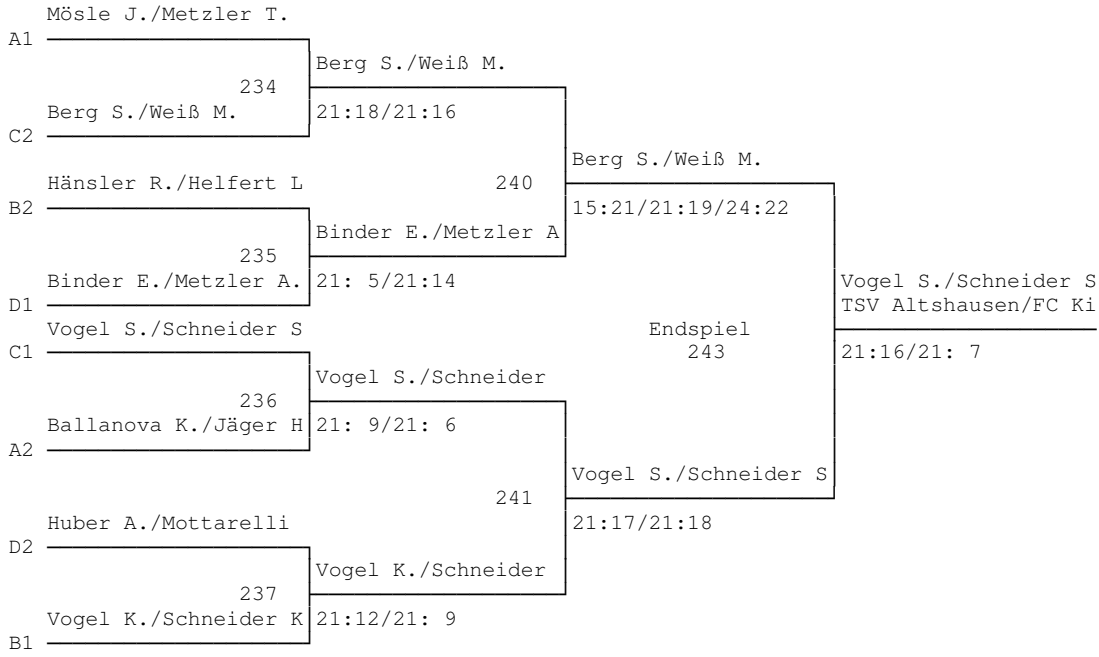 Mösle J./Metzler T.
A1
Berg S./Weiß M.
234
Berg S./Weiß M. 21:18/21:16
C2
Berg S./Weiß M.
Hänsler R./Helfert L 240
B2 15:21/21:19/24:22
Binder E./Metzler A
235
Binder E./Metzler A. 21: 5/21:14 Vogel S./Schneider S
D1 TSV Altshausen/FC Ki
Vogel S./Schneider S Endspiel
C1 243 21:16/21: 7
Vogel S./Schneider
236
Ballanova K./Jäger H 21: 9/21: 6
A2
Vogel S./Schneider S
241
Huber A./Mottarelli 21:17/21:18
D2
Vogel K./Schneider
237
Vogel K./Schneider K 21:12/21: 9
B1